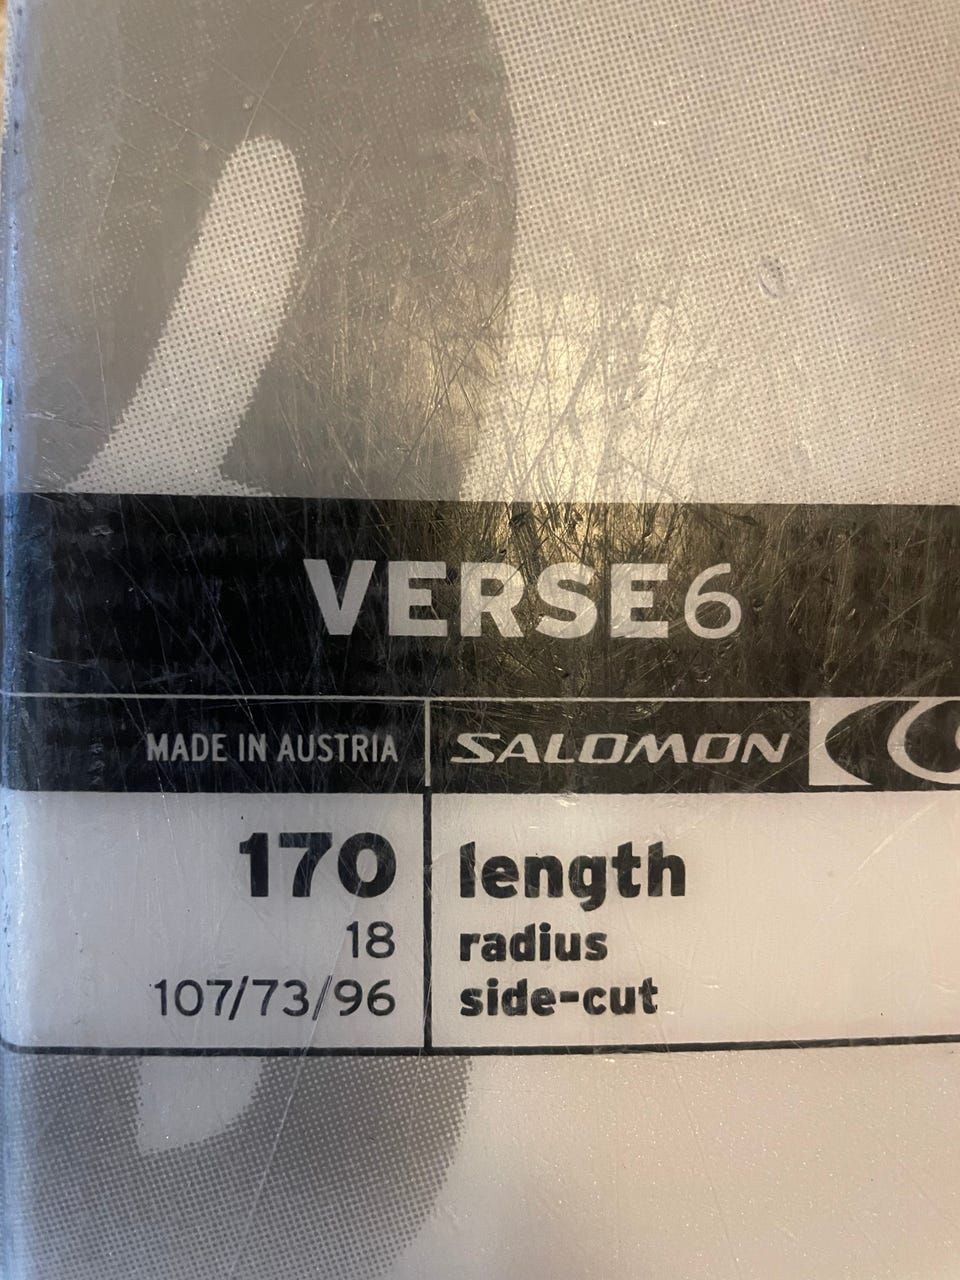 VERSE6
MADE IN AUSTRIA SALOMON
170 length
18 radius
107/73/96 side-cut